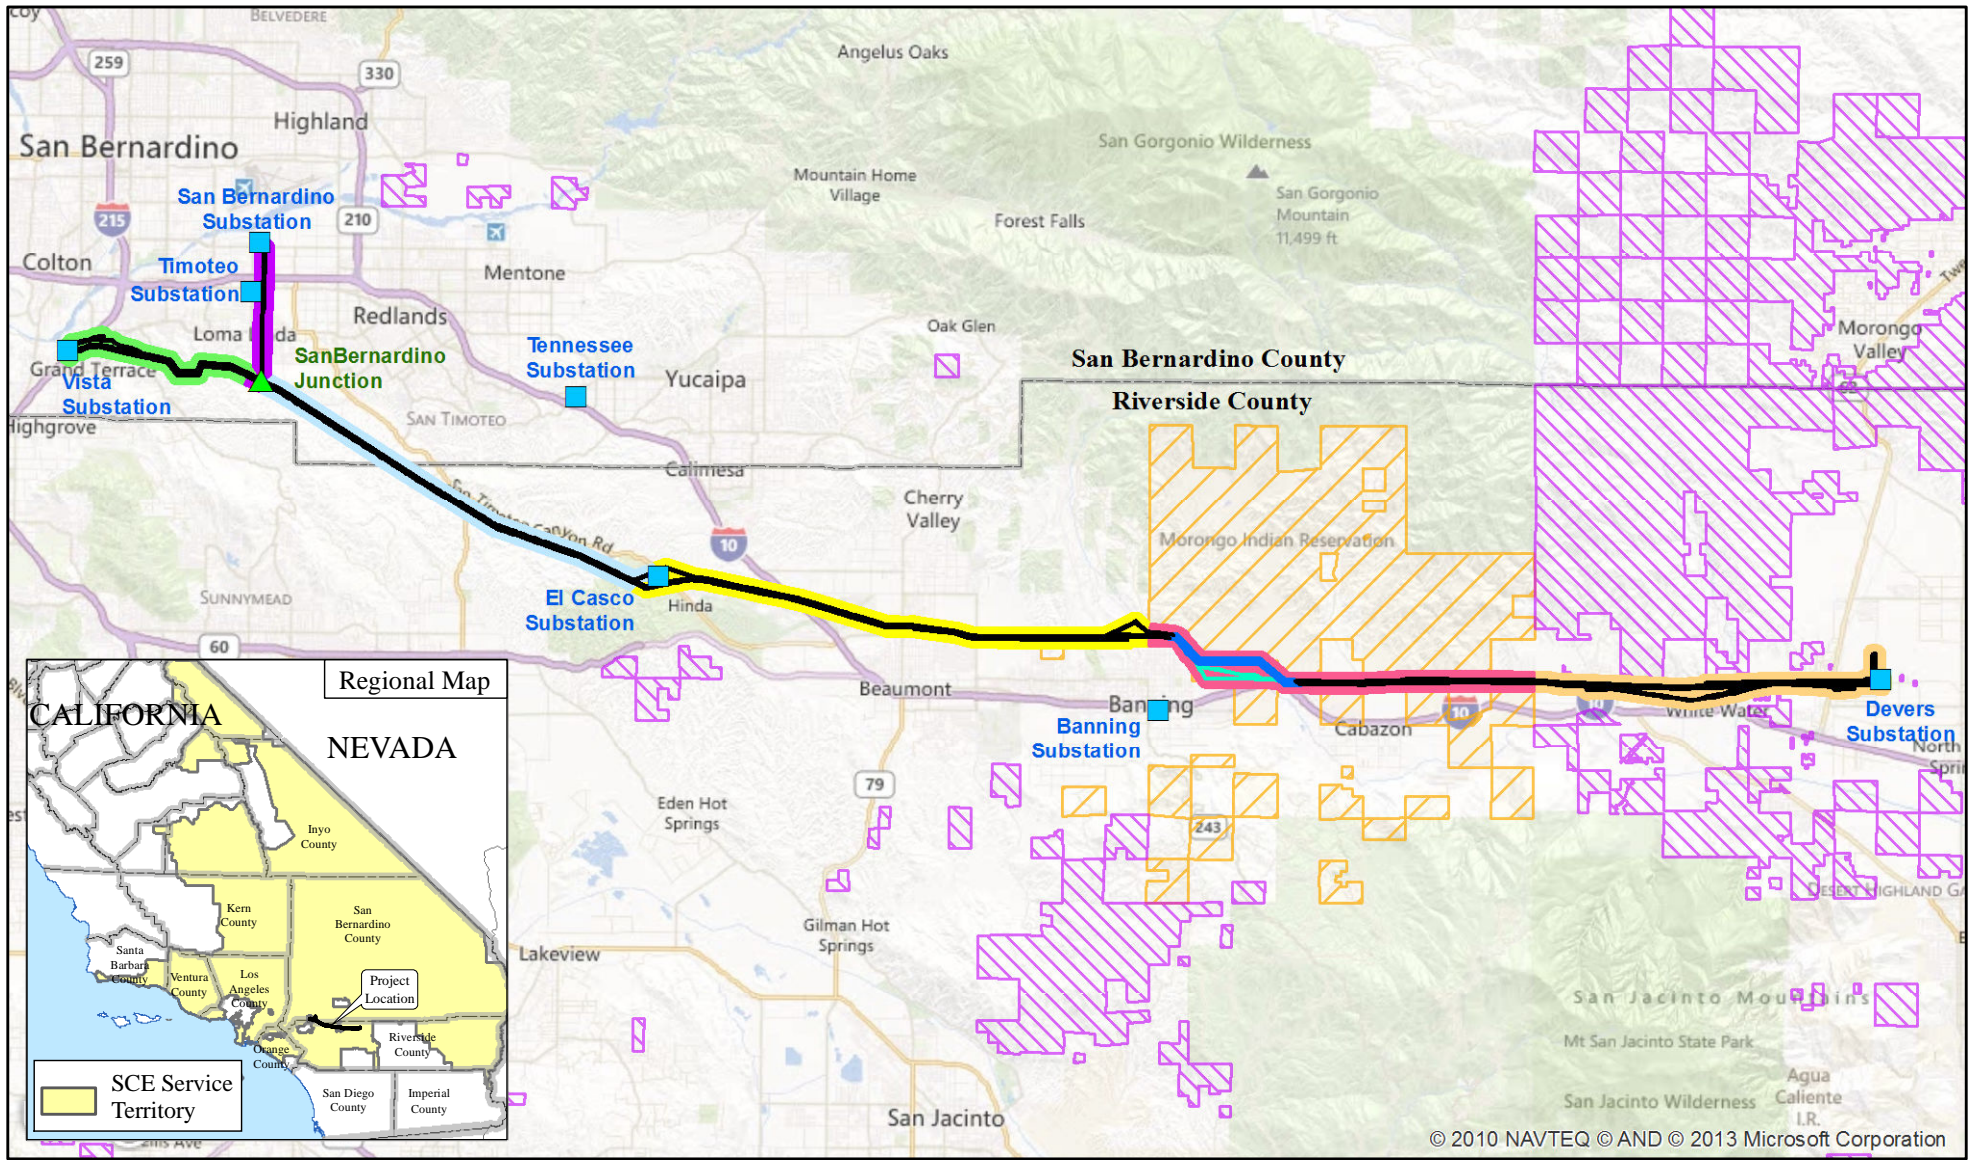 BELVEDERE
259
330
Angelus Oaks
Highland
San Bernardino
San Gorgonio Wilderness
Mountain Home
Village
San Gorgonio
Mountain
11,499 ft
San Bernardino
Substation
215
210
Forest Falls
Colton
Timoteo
Substation
Mentone
Redlands
Oak Glen
Morongo
Valley
Grand Terrace
Vista
Substation
SanBernardino
Junction
Tennessee
Substation
Yucaipa
San Bernardino County
Riverside County
62
Highgrove
SAN TIMOTEO
Calimesa
San Timoteo Canyon Rd
Cherry
Valley
10
Morongo Indian Reservation
SUNNYMEAD
El Casco
Substation
Hinda
60
Beaumont
Banning
Banning
Substation
Cabazon
10
White Water
Devers
Substation
North
79
Eden Hot
Springs
243
DESERT HIGHLAND
Gilman Hot
Springs
Lakeview
San Jacinto Mountains
Mt San Jacinto State Park
Agua
Caliente
I.R.
San Jacinto Wilderness
San Jacinto
Regional Map
CALIFORNIA
NEVADA
Inyo
County
Kern
County
San
Bernardino
County
Santa
Barbara
County
Ventura
County
Los
Angeles
County
Project
Location
Orange
County
Riverside
County
San Diego
County
Imperial
County
SCE Service
Territory
© 2010 NAVTEQ © AND © 2013 Microsoft Corporation